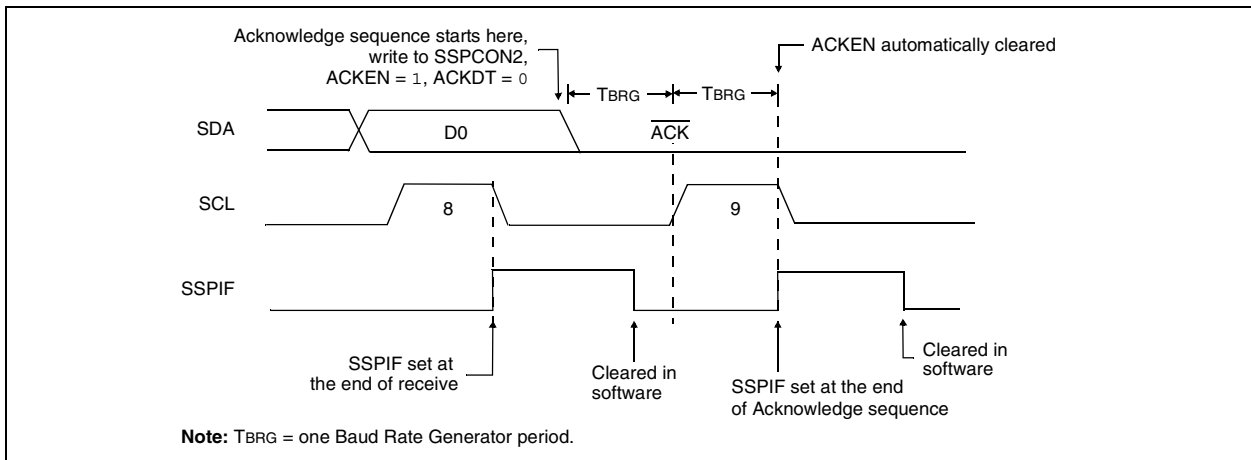 Acknowledge sequence starts here,
write to SSPCON2,
ACKEN = 1, ACKDT = 0
ACKEN automatically cleared
TBRG
TBRG
SDA
D0
ACK
SCL
8
9
SSPIF
SSPIF set at
the end of receive
Cleared in
software
SSPIF set at the end
of Acknowledge sequence
Cleared in
software
Note: TBRG = one Baud Rate Generator period.